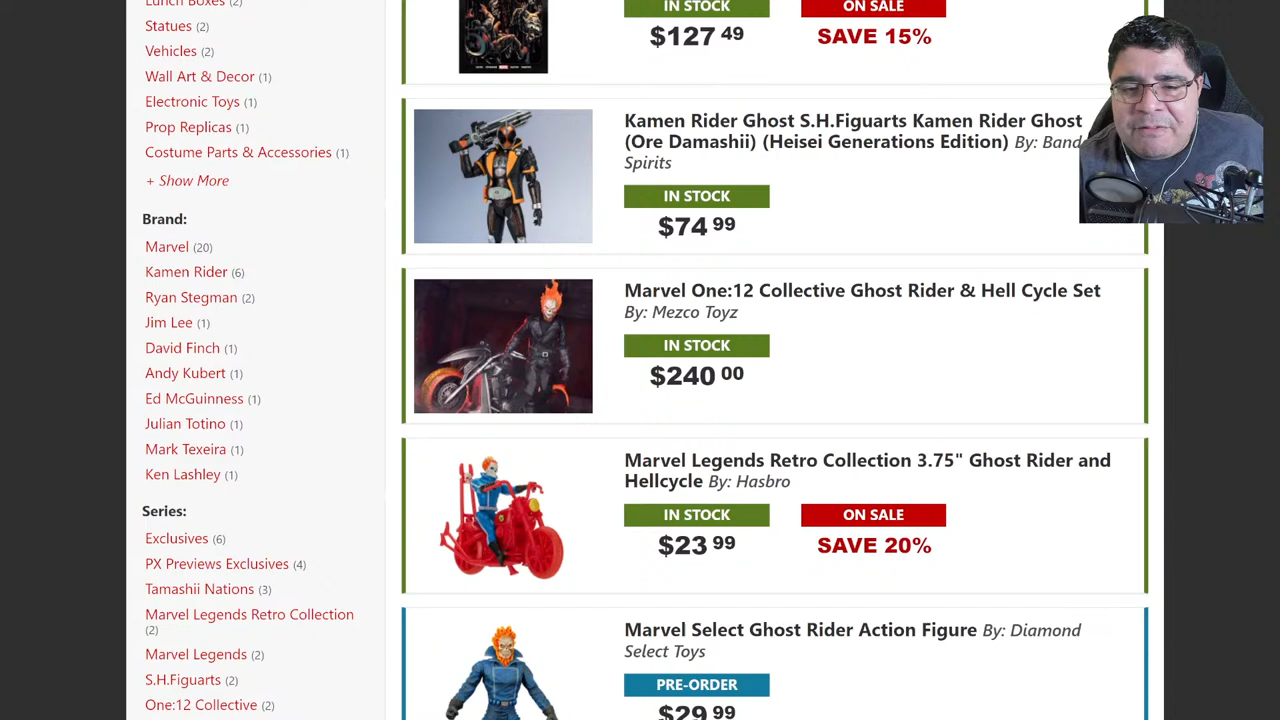 Lunch Boxes (2)
Statues (2)
Vehicles (2)
Wall Art & Decor (1)
Electronic Toys (1)
Prop Replicas (1)
Costume Parts & Accessories (1)
+ Show More
Brand:
Marvel (20)
Kamen Rider (6)
Ryan Stegman (2)
Jim Lee (1)
David Finch (1)
Andy Kubert (1)
Ed McGuinness (1)
Julian Totino (1)
Mark Texeira (1)
Ken Lashley (1)
Series:
Exclusives (6)
PX Previews Exclusives (4)
Tamashii Nations (3)
Marvel Legends Retro Collection
(2)
Marvel Legends (2)
S.H.Figuarts (2)
One:12 Collective (2)
IN STOCK
ON SALE
$127 49
SAVE 15%
Kamen Rider Ghost S.H.Figuarts Kamen Rider Ghost
(Ore Damashii) (Heisei Generations Edition) By: Band
Spirits
IN STOCK
$74 99
Marvel One:12 Collective Ghost Rider & Hell Cycle Set
By: Mezco Toyz
IN STOCK
$240 00
Marvel Legends Retro Collection 3.75" Ghost Rider and
Hellcycle By: Hasbro
IN STOCK
ON SALE
$23 99
SAVE 20%
Marvel Select Ghost Rider Action Figure By: Diamond
Select Toys
PRE-ORDER
$29 99